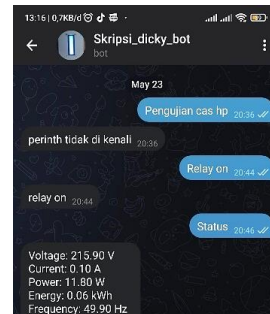 13:16 | 0,7KB/d
Skripsi_dicky_bot
bot
May 23
Pengujian cas hp 20:36
perinth tidak di kenali 20:36
Relay on 20:44
relay on 20:44
Status 20:46
Voltage: 215.90 V
Current: 0.10 A
Power: 11.80 W
Energy: 0.06 kWh
Frequency: 49.90 Hz